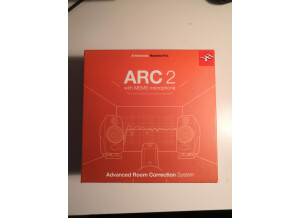 ARC 2
with MEMS microphone
Advanced Room Correction System